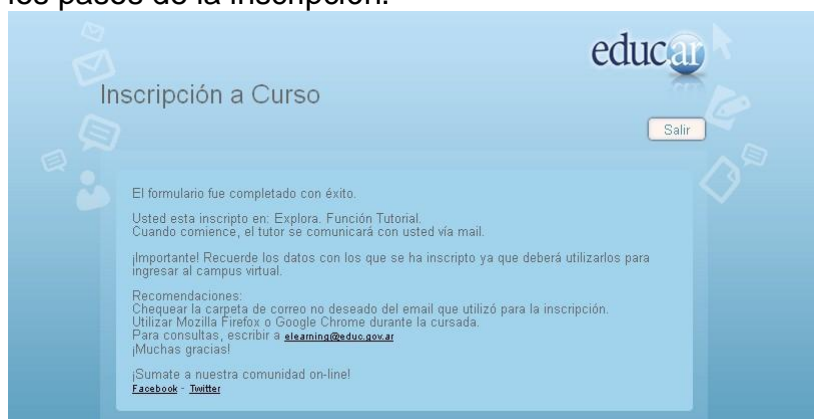 los pasos de la inscripción.
educar
Inscripción a Curso
Salir
El formulario fue completado con éxito.
Usted esta inscripto en: Explora. Función Tutorial.
Cuando comience, el tutor se comunicará con usted vía mail.
¡Importante! Recuerde los datos con los que se ha inscripto ya que deberá utilizarlos para
ingresar al campus virtual.
Recomendaciones:
Chequear la carpeta de correo no deseado del email que utilizó para la inscripción.
Utilizar Mozilla Firefox o Google Chrome durante la cursada.
Para consultas, escribir a elearning@educ.gov.ar
¡Muchas gracias!
¡Sumate a nuestra comunidad on-line!
Facebook - Twitter